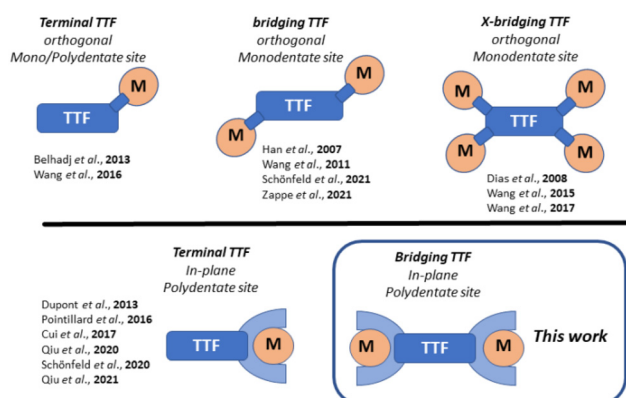 Terminal TTF
orthogonal
Mono/Polydentate site
M
TTF
Belhadj et al., 2013
Wang et al., 2016
bridging TTF
orthogonal
Monodentate site
M
TTF
M
Han et al., 2007
Wang et al., 2011
Schönfeld et al., 2021
Zappe et al., 2021
X-bridging TTF
orthogonal
Monodentate site
M
M
TTF
M
M
Dias et al., 2008
Wang et al., 2015
Wang et al., 2017
Terminal TTF
In-plane
Polydentate site
Dupont et al., 2013
Pointillard et al., 2016
Cui et al., 2017
Qiu et al., 2020
Schönfeld et al., 2020
Qiu et al., 2021
TTF
M
Bridging TTF
In-plane
Polydentate site
M
TTF
M
This work